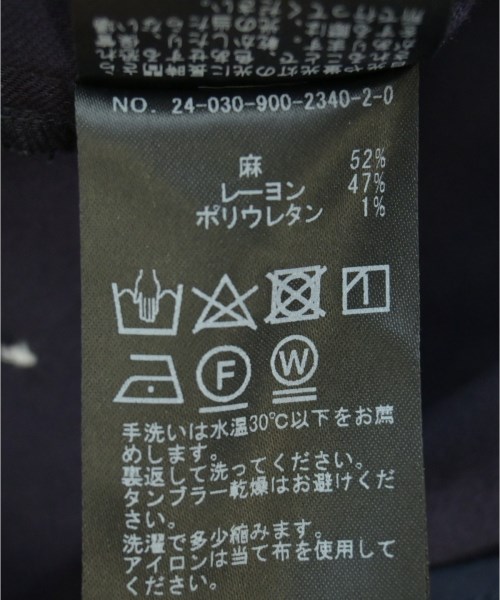 NO. 24-030-900-2340-2-0
麻 52%
レーヨン 47%
ポリウレタン 1%
F
W
手洗いは水温30℃以下をお薦
めします。
裏返して洗ってください。
タンブラー乾燥はお避けくだ
さい。
洗濯で多少縮みます。
アイロンは当て布を使用して
ください。